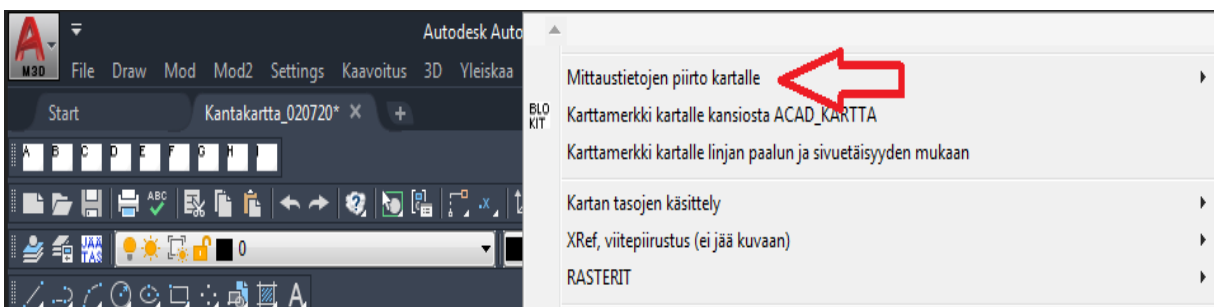 Autodesk Auto
M3D File Draw Mod Mod2 Settings Kaavoitus 3D Yleiskaa
Start Kantakartta_020720* × +
A B C D E F G H I
ABC
JÄÄ
TAS
0
A
Mittaustietojen piirto kartalle
BLO
KIT
Karttamerkki kartalle kansiosta ACAD_KARTTA
Karttamerkki kartalle linjan paalun ja sivuetäisyyden mukaan
Kartan tasojen käsittely
XRef, viitepiirustus (ei jää kuvaan)
RASTERIT